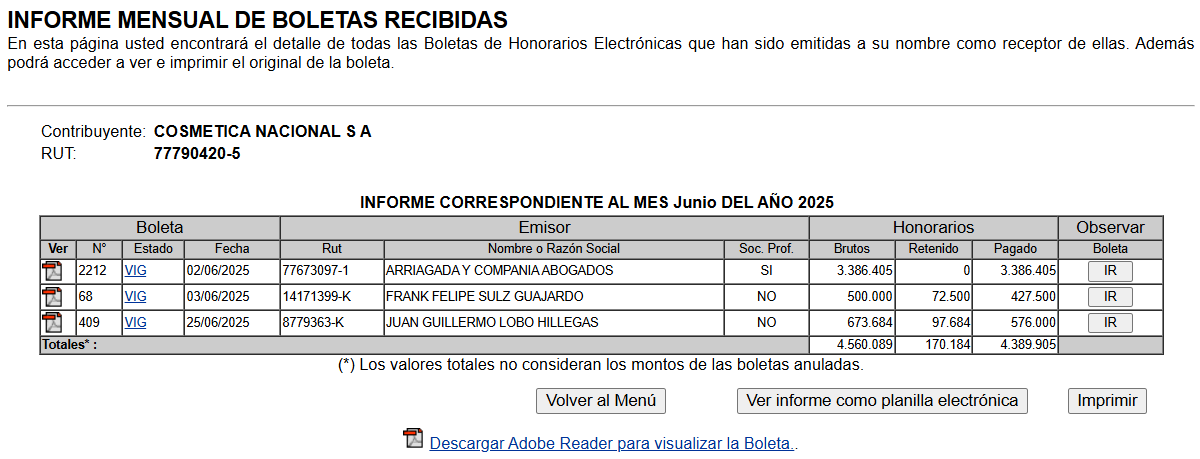 INFORME MENSUAL DE BOLETAS RECIBIDAS
En esta página usted encontrará el detalle de todas las Boletas de Honorarios Electrónicas que han sido emitidas a su nombre como receptor de ellas. Además
podrá acceder a ver e imprimir el original de la boleta.
Contribuyente: COSMETICA NACIONAL S A
RUT: 77790420-5
INFORME CORRESPONDIENTE AL MES Junio DEL AÑO 2025
Boleta Emisor Honorarios Observar
Ver N° Estado Fecha Rut Nombre o Razón Social Soc. Prof. Brutos Retenido Pagado Boleta
2212 VIG 02/06/2025 77673097-1 ARRIAGADA Y COMPANIA ABOGADOS SI 3.386.405 0 3.386.405 IR
68 VIG 03/06/2025 14171399-K FRANK FELIPE SULZ GUAJARDO NO 500.000 72.500 427.500 IR
409 VIG 25/06/2025 8779363-K JUAN GUILLERMO LOBO HILLEGAS NO 673.684 97.684 576.000 IR
Totales* : 4.560.089 170.184 4.389.905
(*) Los valores totales no consideran los montos de las boletas anuladas.
Volver al Menú Ver informe como planilla electrónica Imprimir
Descargar Adobe Reader para visualizar la Boleta..